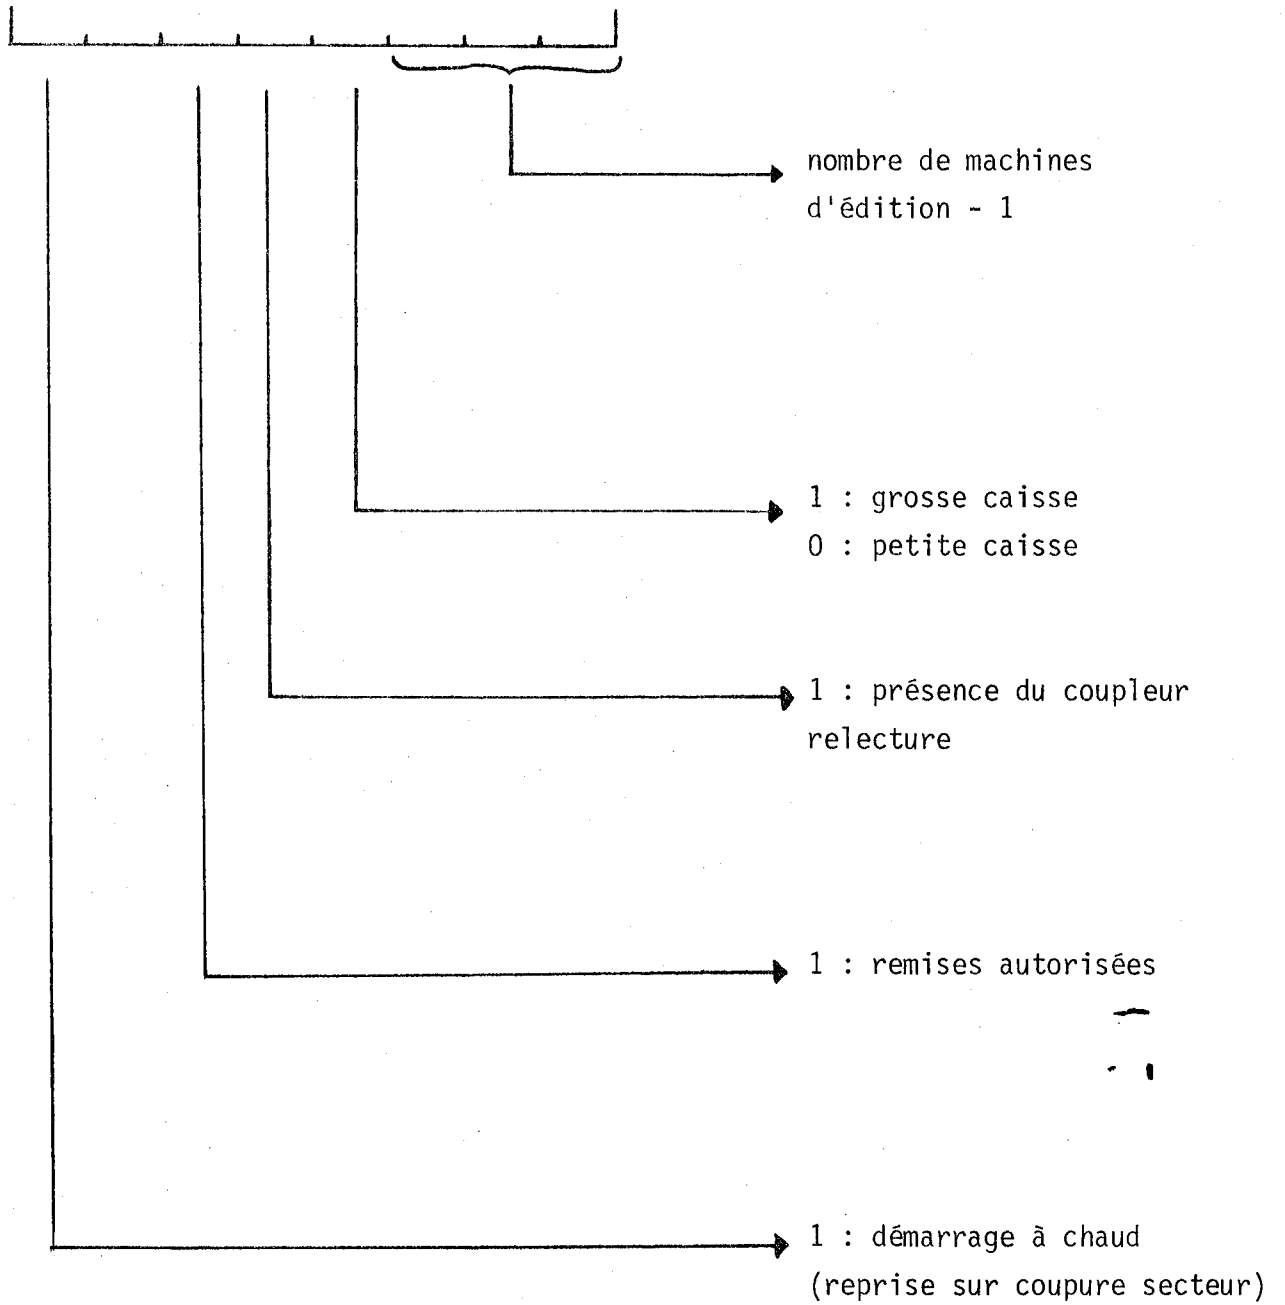 nombre de machines
d'édition - 1
1 : grosse caisse
0 : petite caisse
1 : présence du coupleur
relecture
1 : remises autorisées
1 : démarrage à chaud
(reprise sur coupure secteur)